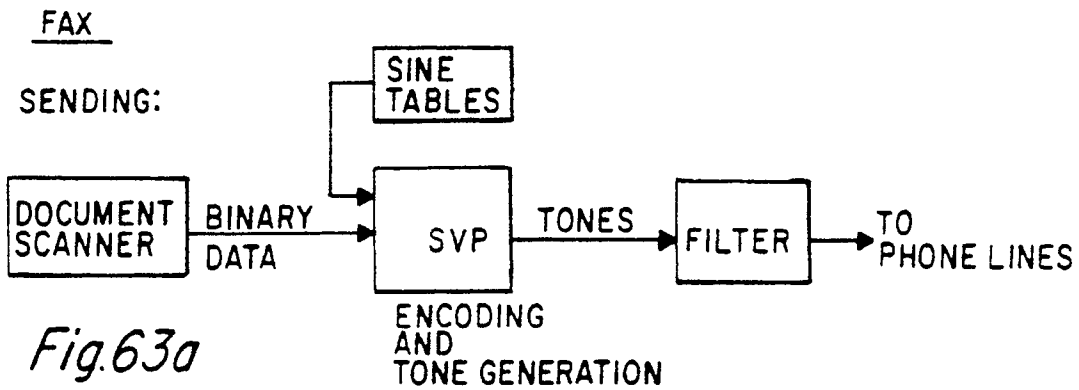 FAX
SENDING:
SINE
TABLES
DOCUMENT
SCANNER
BINARY
DATA
SVP
TONES
FILTER
TO
PHONE LINES
ENCODING
AND
TONE GENERATION
Fig.63a